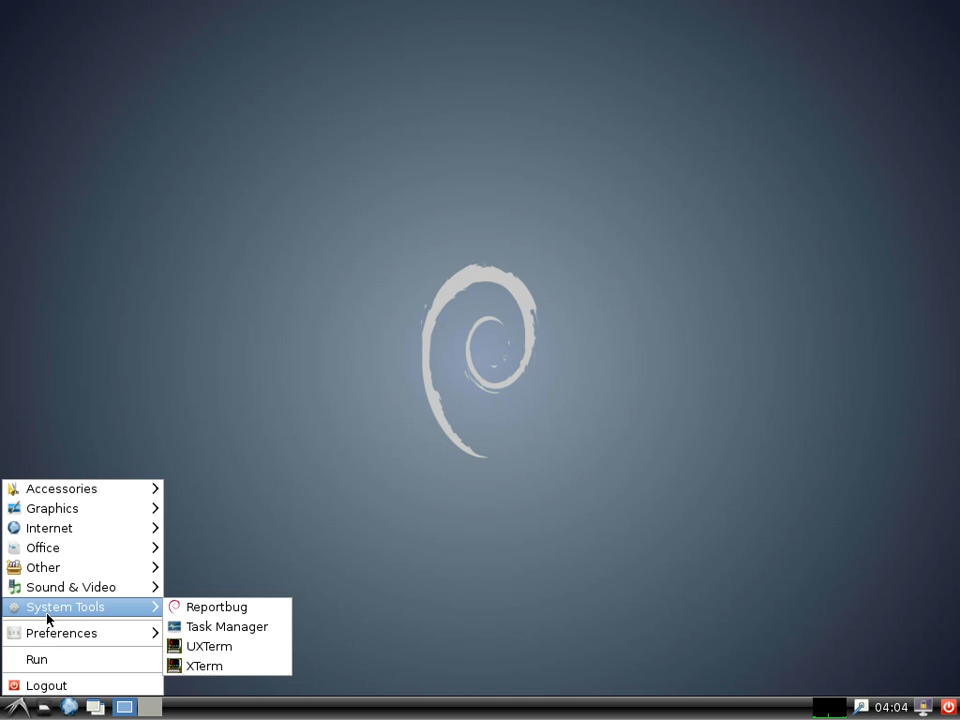 Accessories
Graphics
Internet
Office
Other
Sound & Video
System Tools
Preferences
Run
Logout
Reportbug
Task Manager
UXTerm
XTerm
04:04